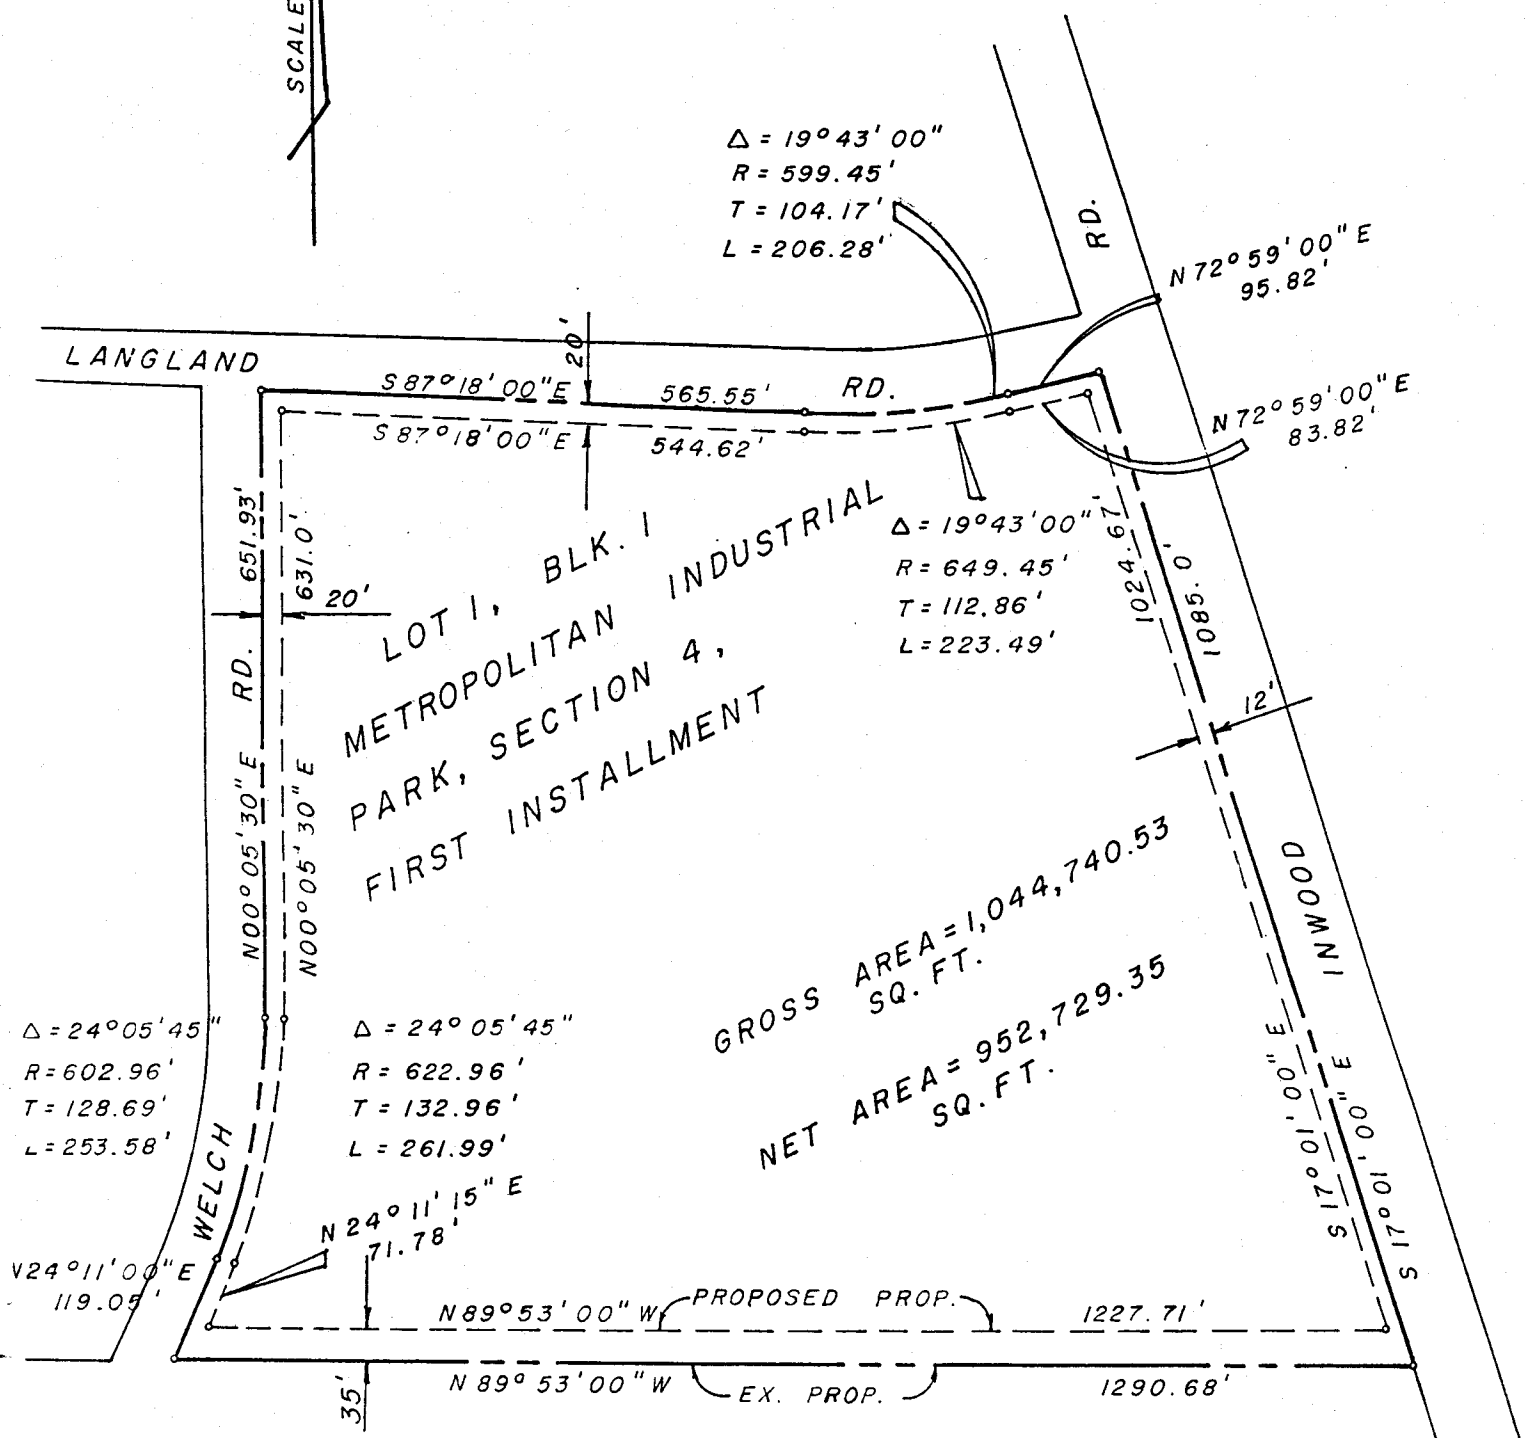 SCALE
Δ = 19°43'00"
R = 599.45'
T = 104.17'
L = 206.28'
RD.
N 72°59'00" E
95.82'
LANGLAND
20'
S 87°18'00" E
565.55'
RD.
S 87°18'00" E
544.62'
N 72°59'00" E
83.82'
651.93'
631.0'
20'
LOT 1, BLK. 1
METROPOLITAN INDUSTRIAL
PARK, SECTION 4,
FIRST INSTALLMENT
Δ = 19°43'00"
R = 649.45'
T = 112.86'
L = 223.49'
1024.67'
1085.0'
12'
RD.
N00°05'30" E
N00°05'30" E
GROSS AREA = 1,044,740.53
SQ. FT.
NET AREA = 952,729.35
SQ. FT.
INWOOD
Δ = 24°05'45"
R = 602.96'
T = 128.69'
L = 253.58'
Δ = 24°05'45"
R = 622.96'
T = 132.96'
L = 261.99'
WELCH
N 24°11'15" E
71.78'
24°11'00" E
119.05'
S 17°01'00" E
S 17°01'00" E
N 89°53'00" W
PROPOSED PROP.
1227.71'
35'
N 89°53'00" W
EX. PROP.
1290.68'